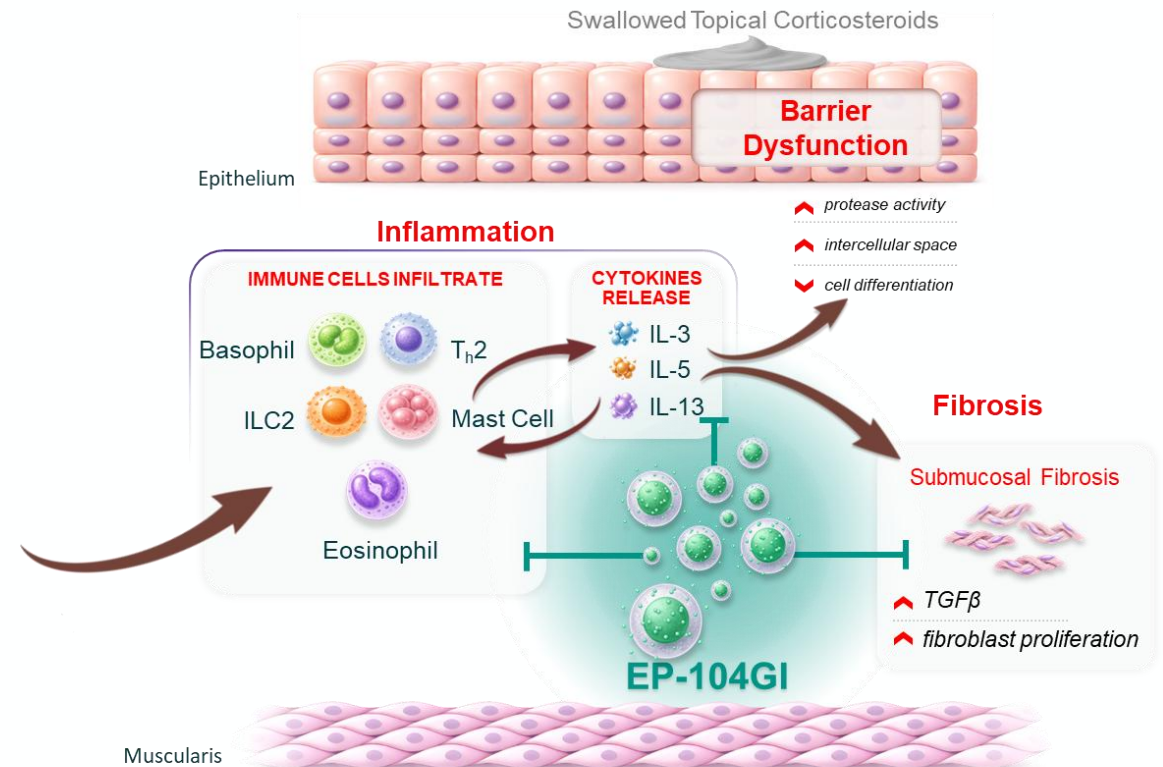 Swallowed Topical Corticosteroids
Barrier
Dysfunction
Epithelium
protease activity
intercellular space
cell differentiation
Inflammation
IMMUNE CELLS INFILTRATE
Basophil
Th2
ILC2
Mast Cell
Eosinophil
CYTOKINES
RELEASE
IL-3
IL-5
IL-13
Fibrosis
Submucosal Fibrosis
TGFβ
fibroblast proliferation
EP-104GI
Muscularis